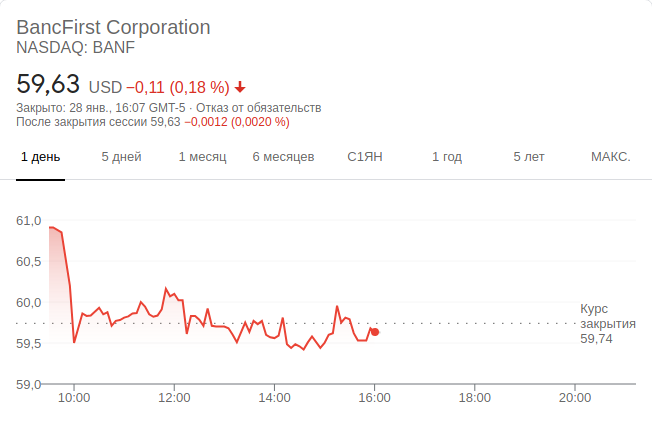 BancFirst Corporation
NASDAQ: BANF
59,63 USD −0,11 (0,18 %)
Закрыто: 28 янв., 16:07 GMT-5 · Отказ от обязательств
После закрытия сессии 59,63 −0,0012 (0,0020 %)
1 день 5 дней 1 месяц 6 месяцев С1ЯН 1 год 5 лет МАКС.
61,0
60,5
60,0
59,5
59,0
Курс
закрытия
59,74
10:00 12:00 14:00 16:00 18:00 20:00